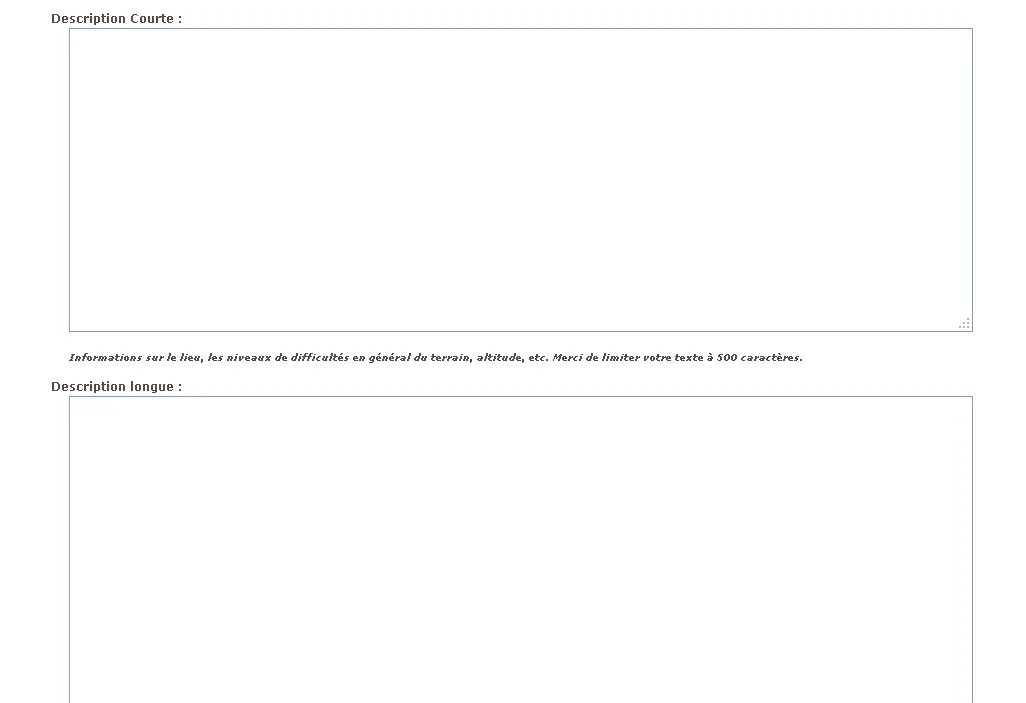 Description Courte :
Informations sur le lieu, les niveaux de difficultés en général du terrain, altitude, etc. Merci de limiter votre texte à 500 caractères.
Description longue :